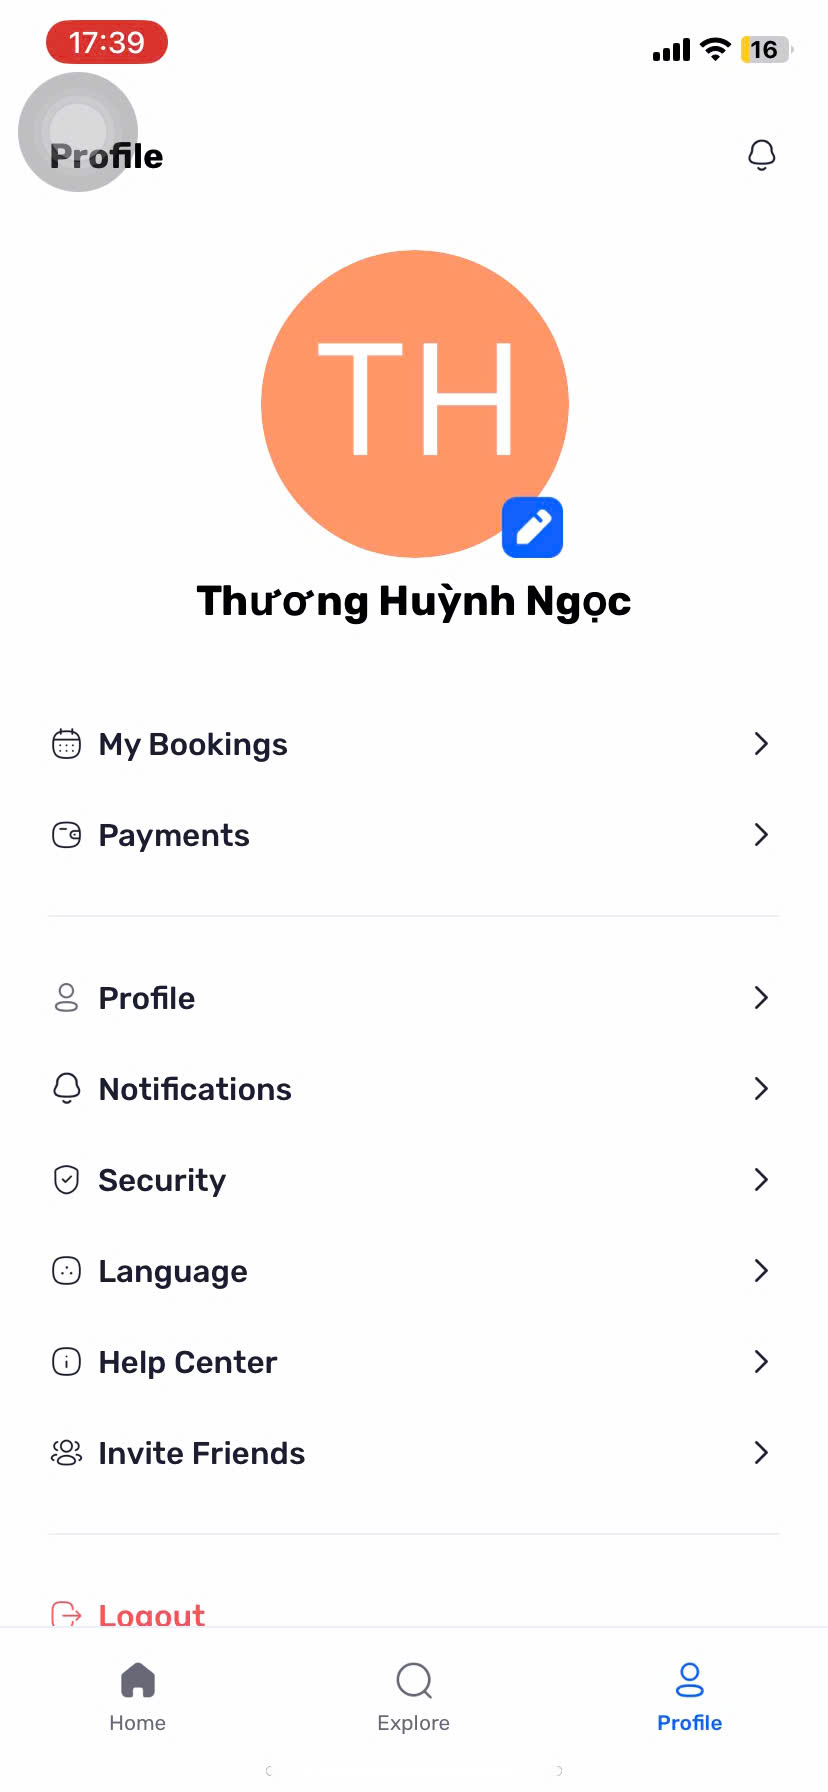 17:39
16
Profile
TH
Thương Huỳnh Ngọc
My Bookings
Payments
Profile
Notifications
Security
Language
Help Center
Invite Friends
Logout
Home Explore Profile